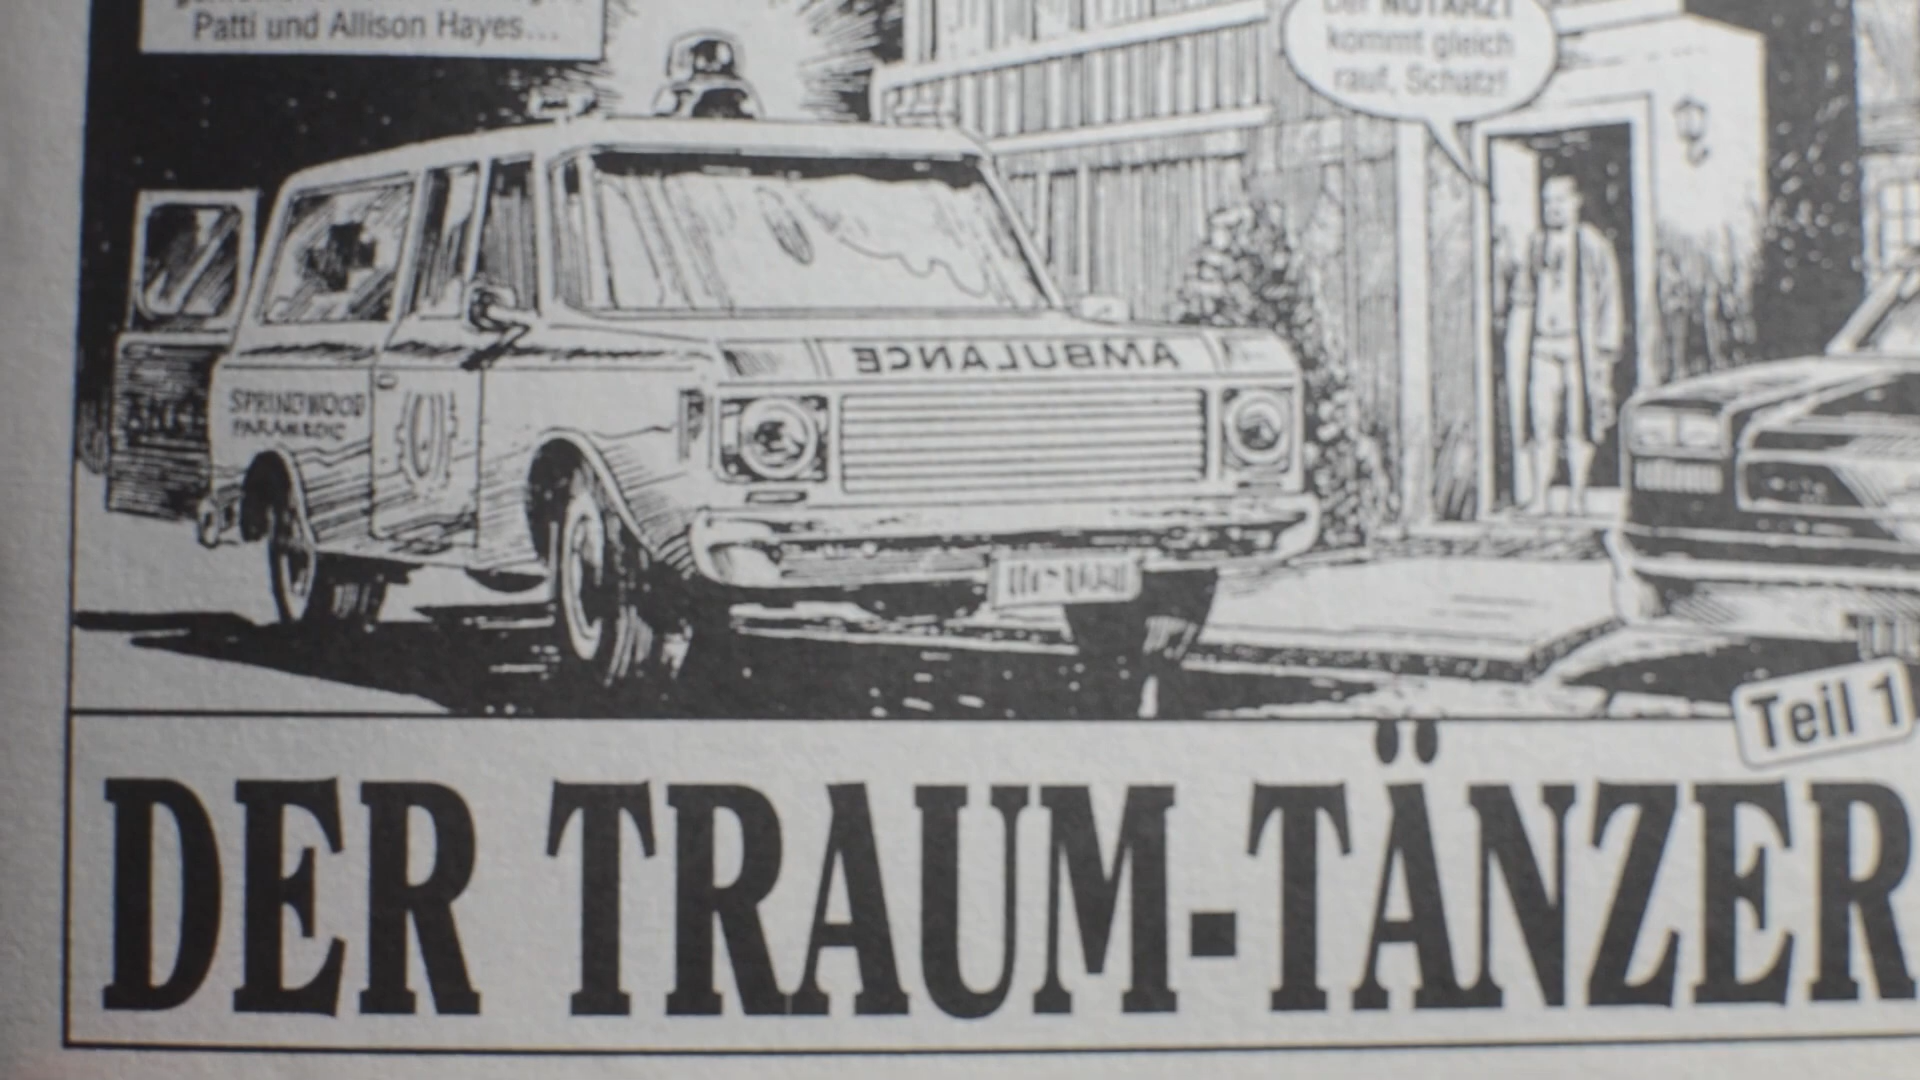 Patti und Allison Hayes...
Der NOTARZT
kommt gleich
rauf, Schatz!
AMBULANCE
SPRINGWOOD
PARAMEDIC
Teil 1
DER TRAUM-TÄNZER